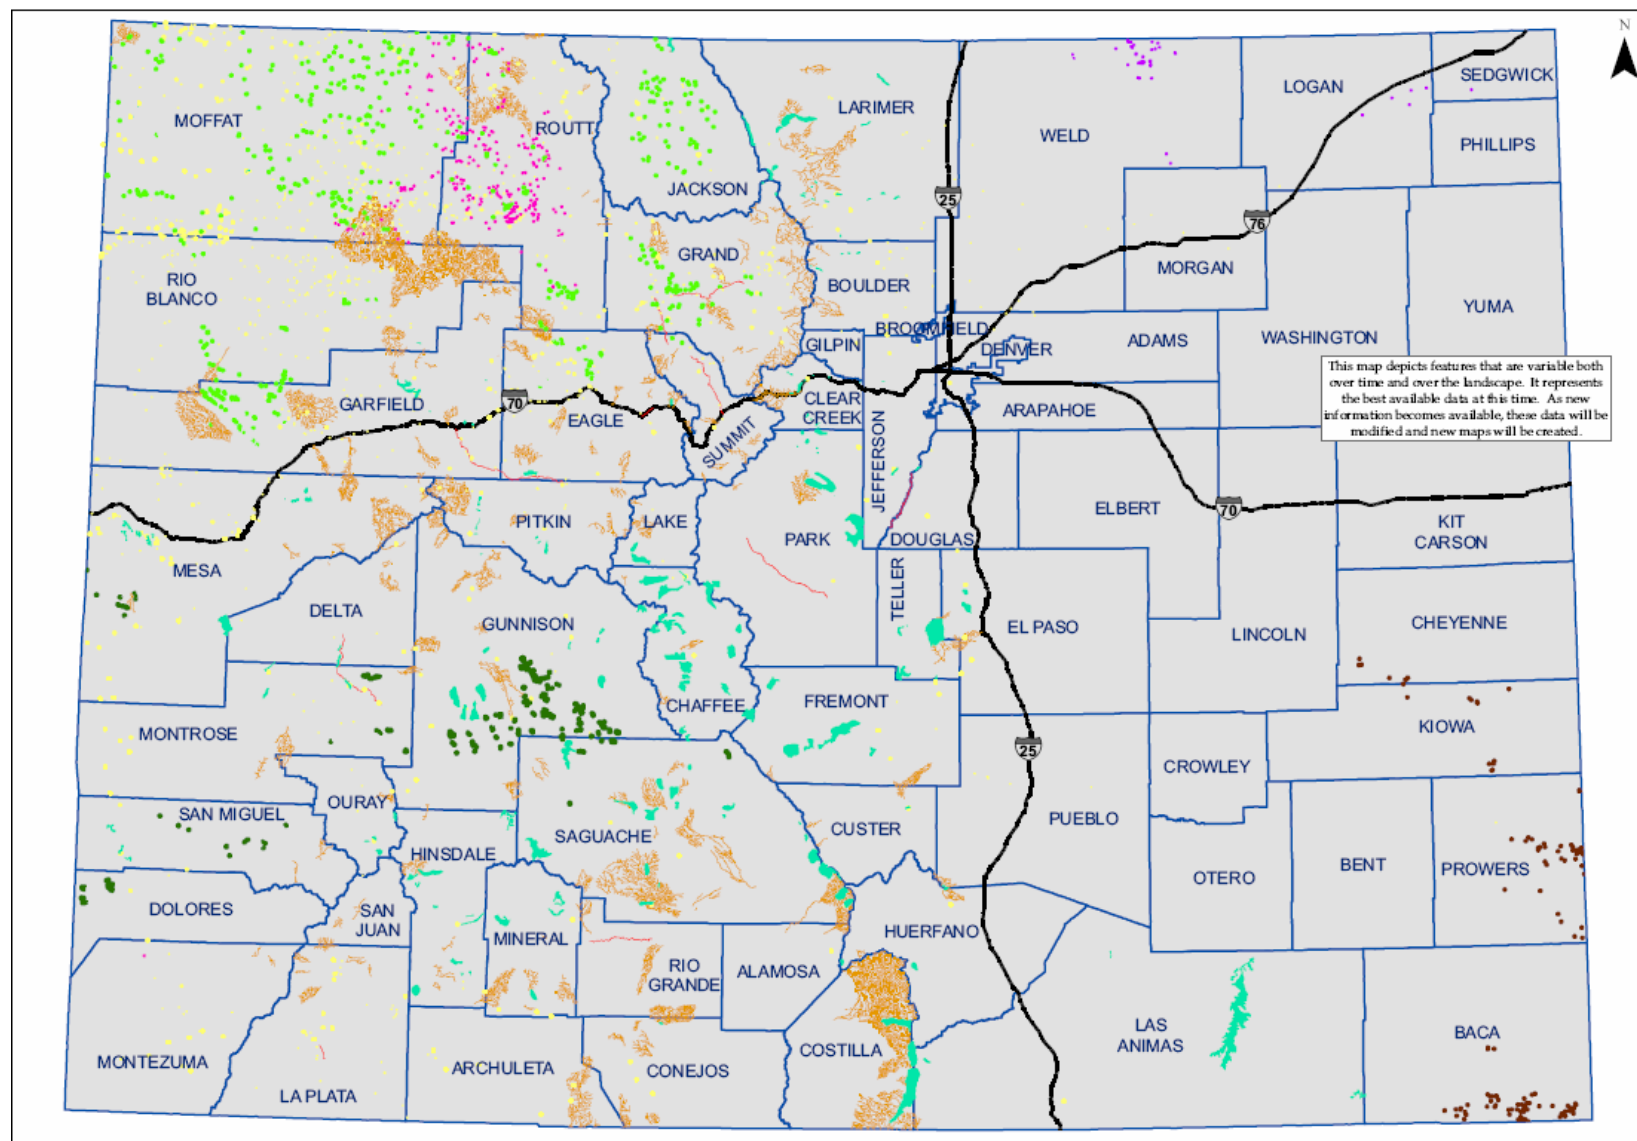 N
SEDGWICK
LOGAN
LARIMER
MOFFAT
ROUTT
WELD
PHILLIPS
JACKSON
25
76
GRAND
MORGAN
RIO
BLANCO
BOULDER
YUMA
BROOMFIELD
WASHINGTON
GILPIN
DENVER
ADAMS
This map depicts features that are variable both
over time and over the landscape. It represents
the best available data at this time. As new
information becomes available, these data will be
modified and new maps will be created.
GARFIELD
70
EAGLE
CLEAR
CREEK
ARAPAHOE
SUMMIT
JEFFERSON
ELBERT
70
PITKIN
LAKE
KIT
CARSON
PARK
DOUGLAS
MESA
TELLER
DELTA
GUNNISON
EL PASO
LINCOLN
CHEYENNE
CHAFFEE
FREMONT
MONTROSE
KIOWA
25
CROWLEY
OURAY
SAN MIGUEL
PUEBLO
CUSTER
SAGUACHE
HINSDALE
BENT
PROWERS
OTERO
DOLORES
SAN
JUAN
HUERFANO
MINERAL
RIO
GRANDE
ALAMOSA
LAS
ANIMAS
BACA
COSTILLA
MONTEZUMA
ARCHULETA
CONEJOS
LA PLATA